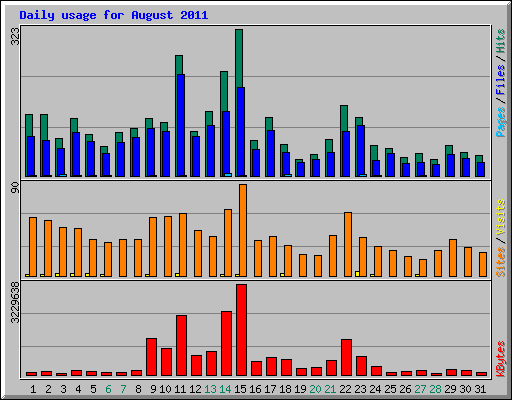 Daily usage for August 2011
323
Pages / Files / Hits
90
Sites / Visits
3229638
KBytes
1 2 3 4 5 6 7 8 9 10 11 12 13 14 15 16 17 18 19 20 21 22 23 24 25 26 27 28 29 30 31